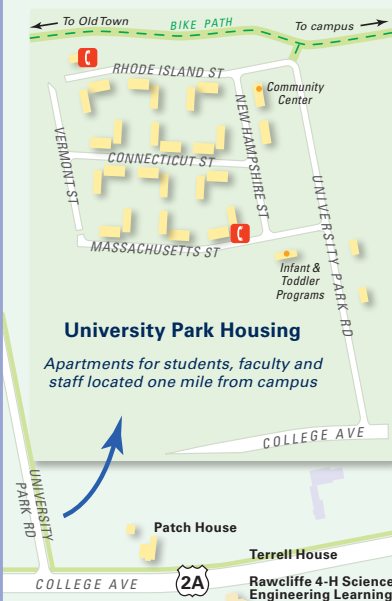 To Old Town
BIKE PATH
To campus
RHODE ISLAND ST
Community
Center
NEW HAMPSHIRE ST
VERMONT ST
CONNECTICUT ST
UNIVERSITY PARK RD
MASSACHUSETTS ST
Infant &
Toddler
Programs
University Park Housing
Apartments for students, faculty and
staff located one mile from campus
COLLEGE AVE
UNIVERSITY
PARK RD
Patch House
Terrell House
COLLEGE AVE
2A
Rawcliffe 4-H Science
Engineering Learning